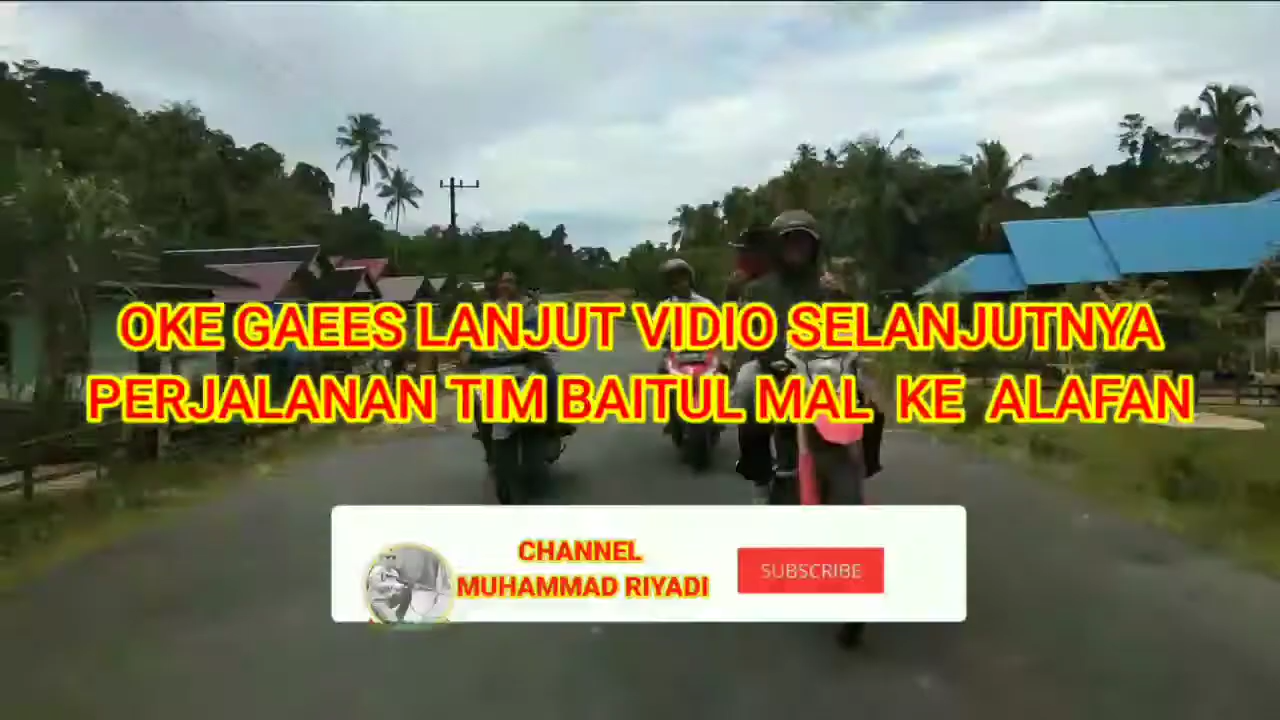 OKE GAEES LANJUT VIDIO SELANJUTNYA
PERJALANAN TIM BAITUL MAL KE ALAFAN
CHANNEL
MUHAMMAD RIYADI
SUBSCRIBE